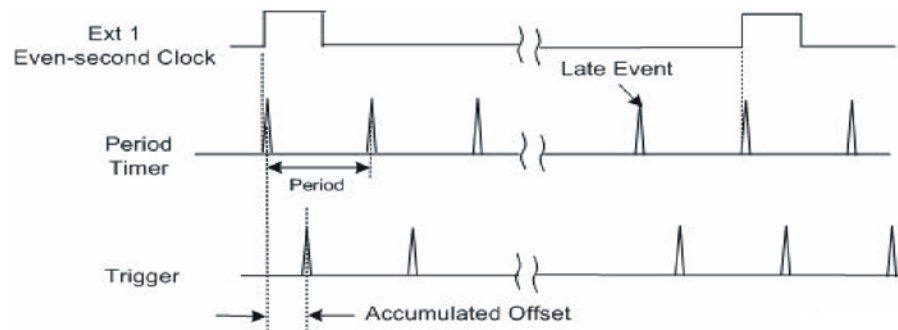 Ext 1
Even-second Clock
Late Event
Period
Timer
Period
Trigger
Accumulated Offset